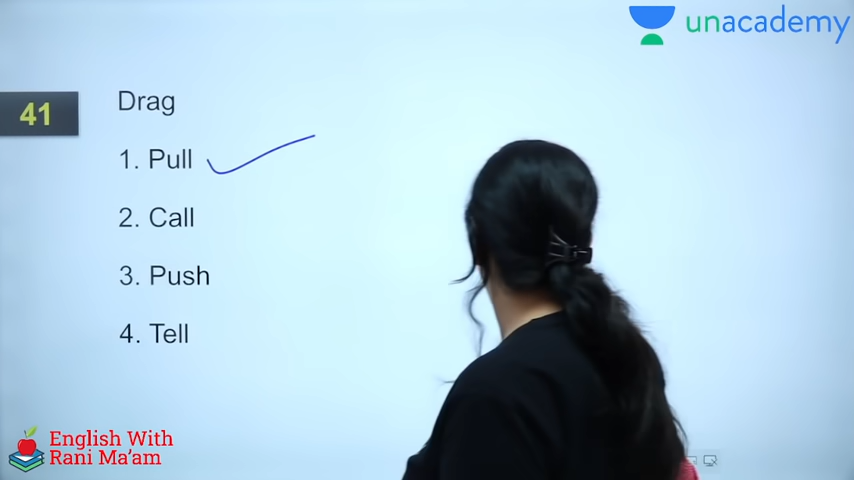 unacademy
41
Drag
1. Pull
2. Call
3. Push
4. Tell
English With
Rani Ma'am